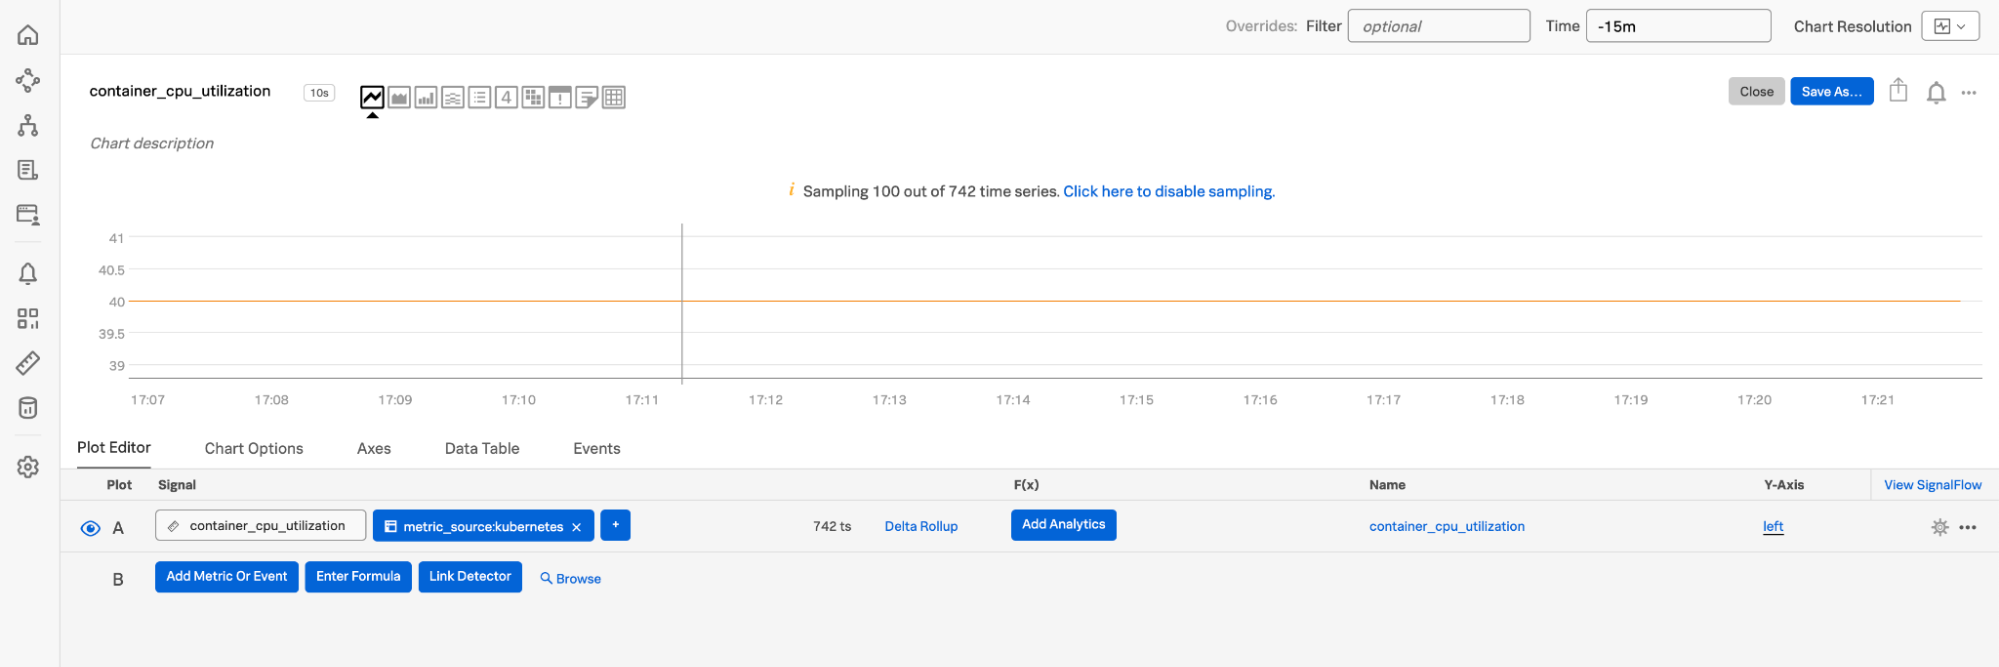 Overrides: Filter optional Time -15m Chart Resolution
container_cpu_utilization 10s 4 Close Save As... ...
Chart description
i Sampling 100 out of 742 time series. Click here to disable sampling.
41
40.5
40
39.5
39
17:07 17:08 17:09 17:10 17:11 17:12 17:13 17:14 17:15 17:16 17:17 17:18 17:19 17:20 17:21
Plot Editor Chart Options Axes Data Table Events
Plot Signal F(x) Name Y-Axis View SignalFlow
A container_cpu_utilization metric_source:kubernetes × + 742 ts Delta Rollup Add Analytics container_cpu_utilization left ...
B Add Metric Or Event Enter Formula Link Detector Browse